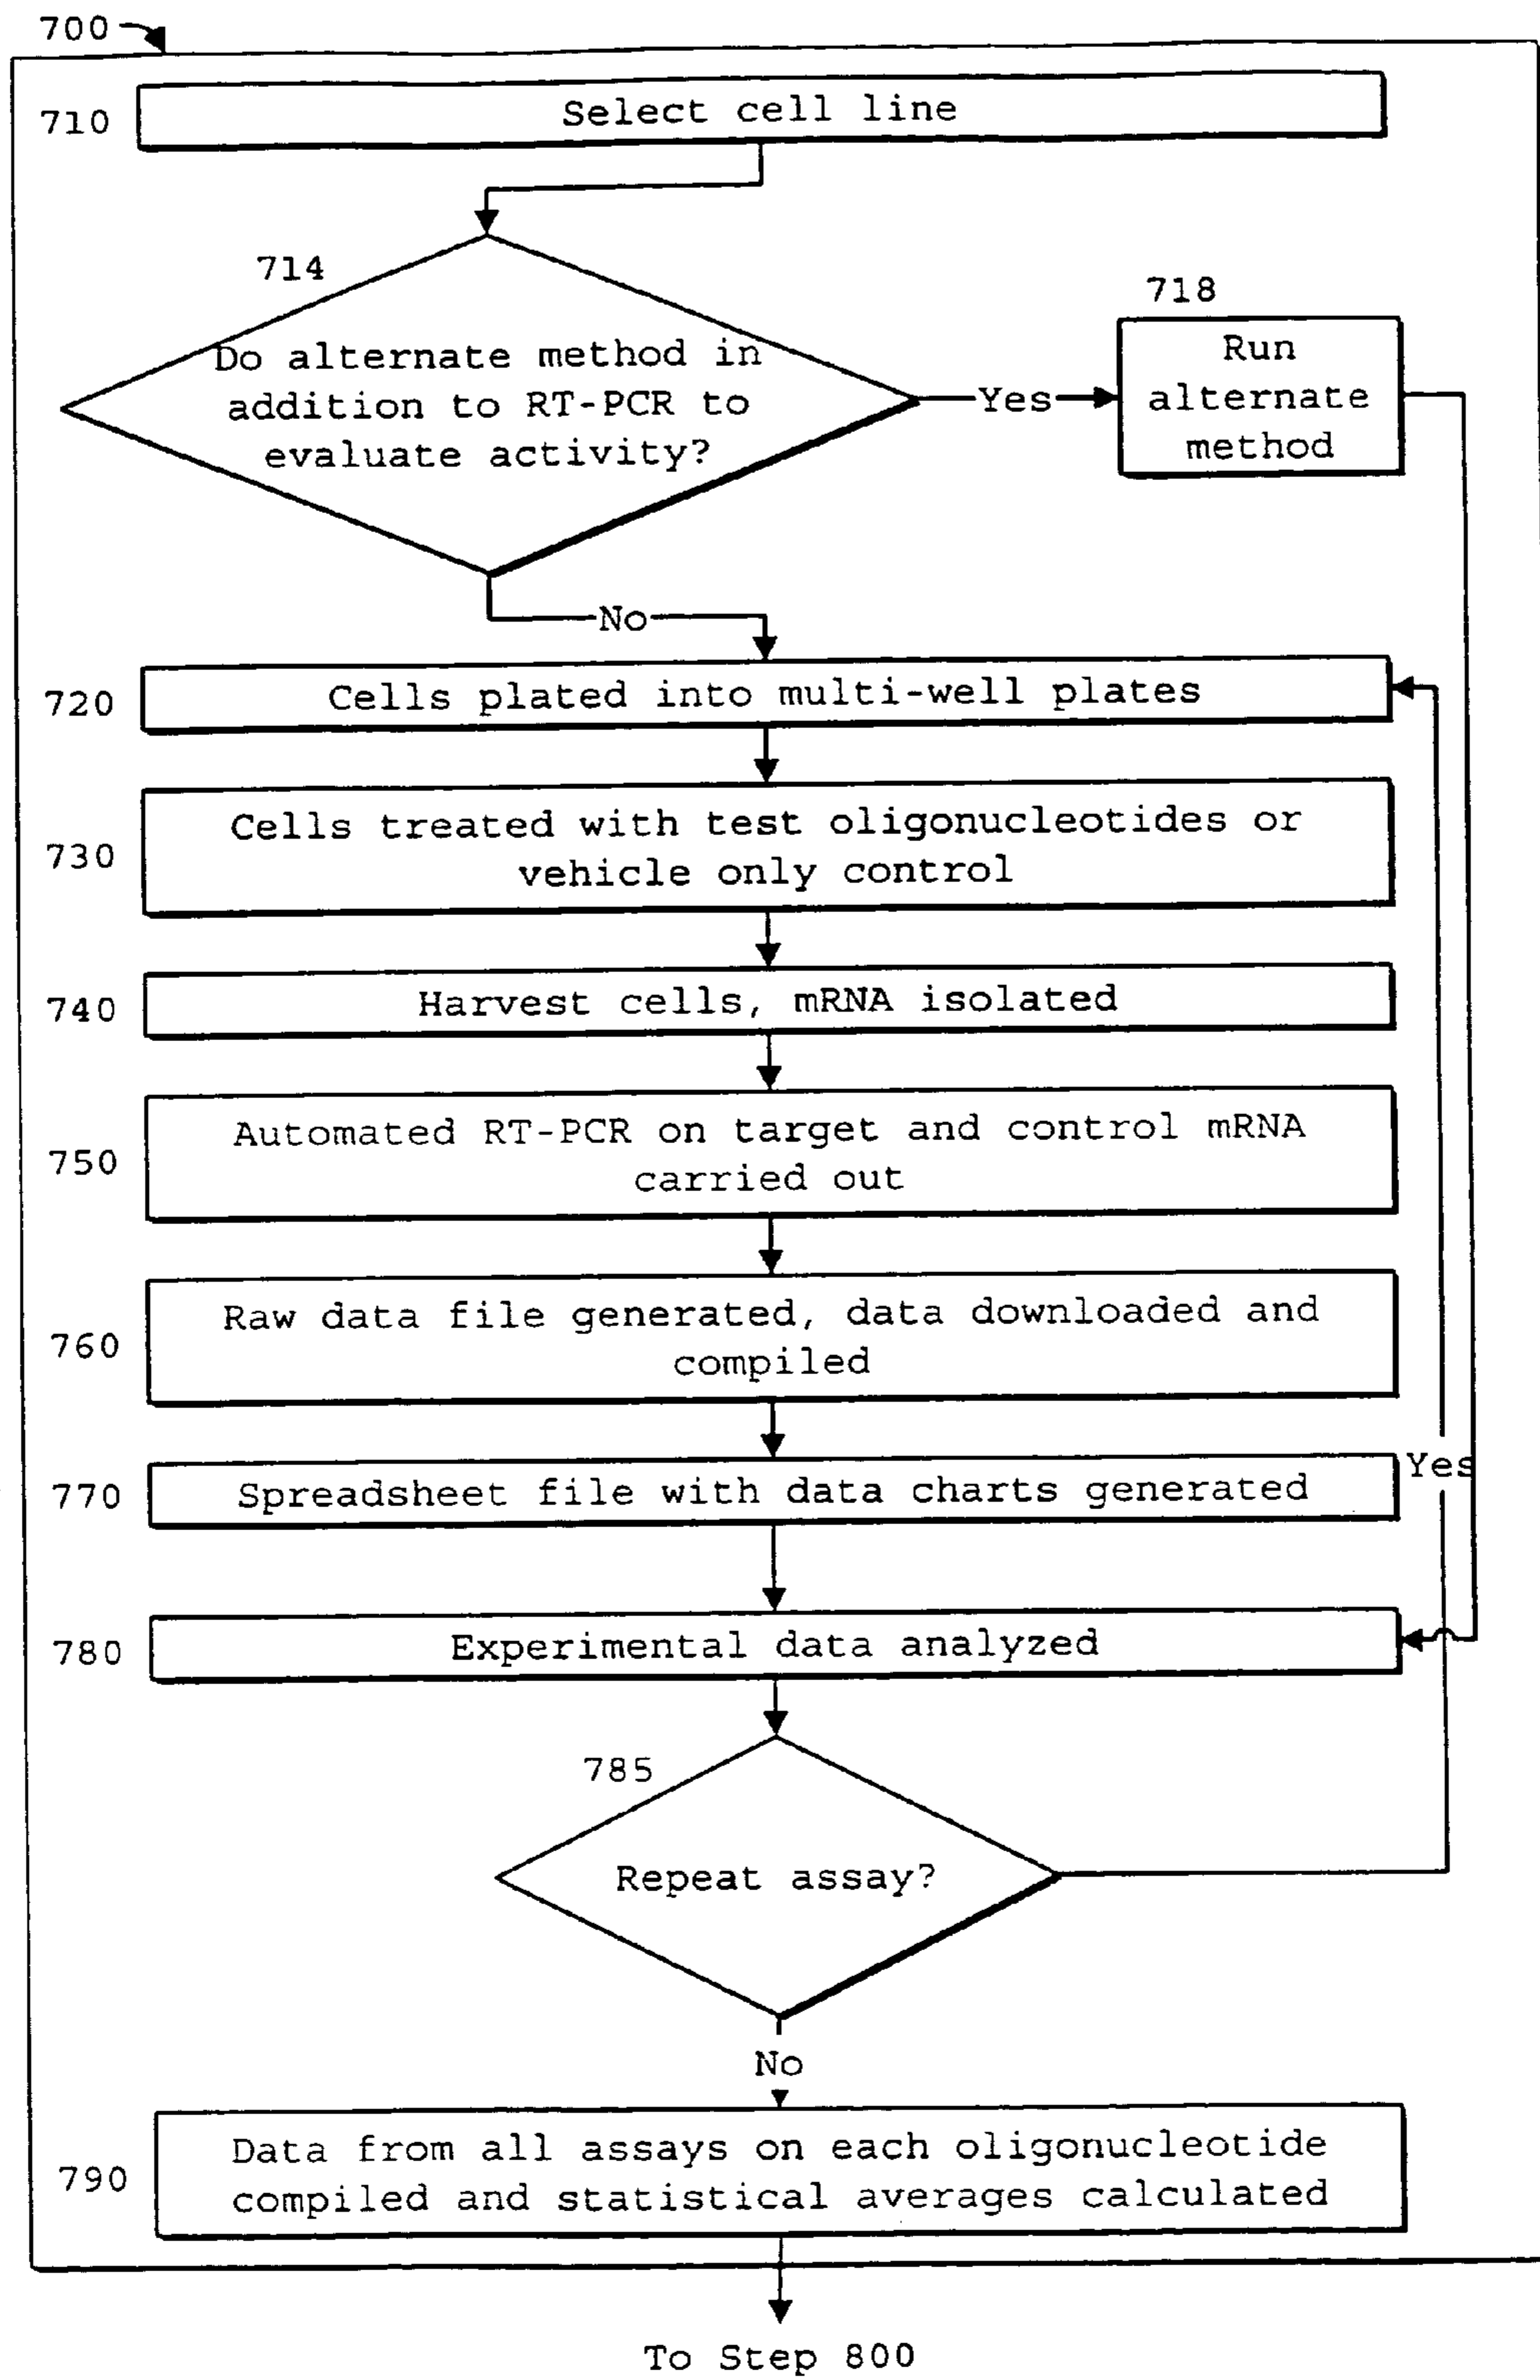 700
710
Select cell line
714
Do alternate method in
addition to RT-PCR to
evaluate activity?
Yes
718
Run
alternate
method
No
720
Cells plated into multi-well plates
730
Cells treated with test oligonucleotides or
vehicle only control
740
Harvest cells, mRNA isolated
750
Automated RT-PCR on target and control mRNA
carried out
760
Raw data file generated, data downloaded and
compiled
Yes
770
Spreadsheet file with data charts generated
780
Experimental data analyzed
785
Repeat assay?
No
790
Data from all assays on each oligonucleotide
compiled and statistical averages calculated
To Step 800